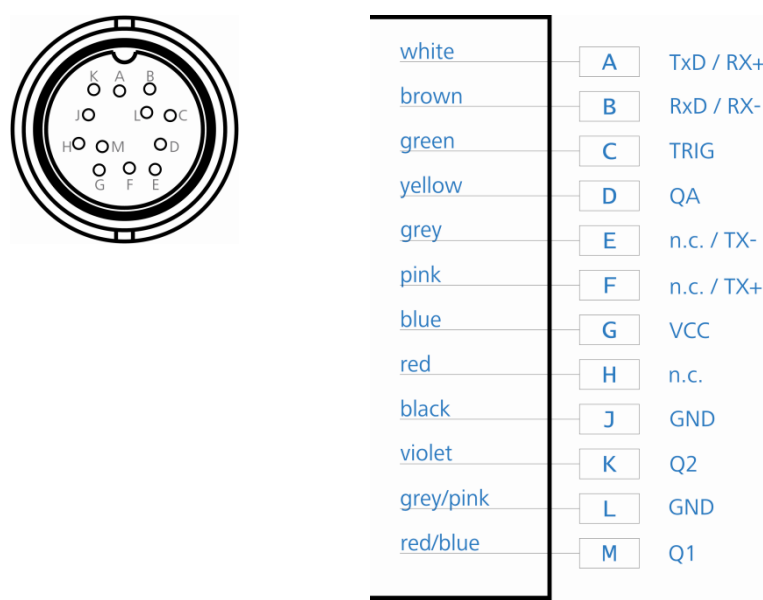 K A B
J L C
H M D
G F E
white A TxD / RX+
brown B RxD / RX-
green C TRIG
yellow D QA
grey E n.c. / TX-
pink F n.c. / TX+
blue G VCC
red H n.c.
black J GND
violet K Q2
grey/pink L GND
red/blue M Q1